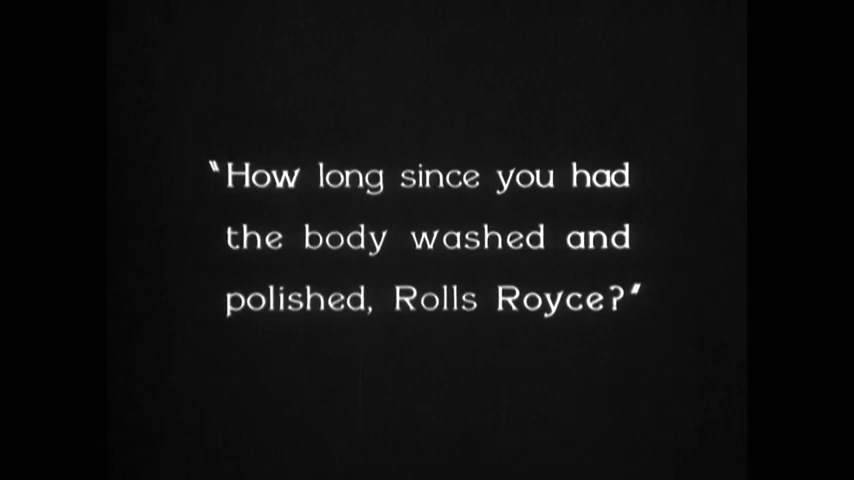 "How long since you had
the body washed and
polished, Rolls Royce?"